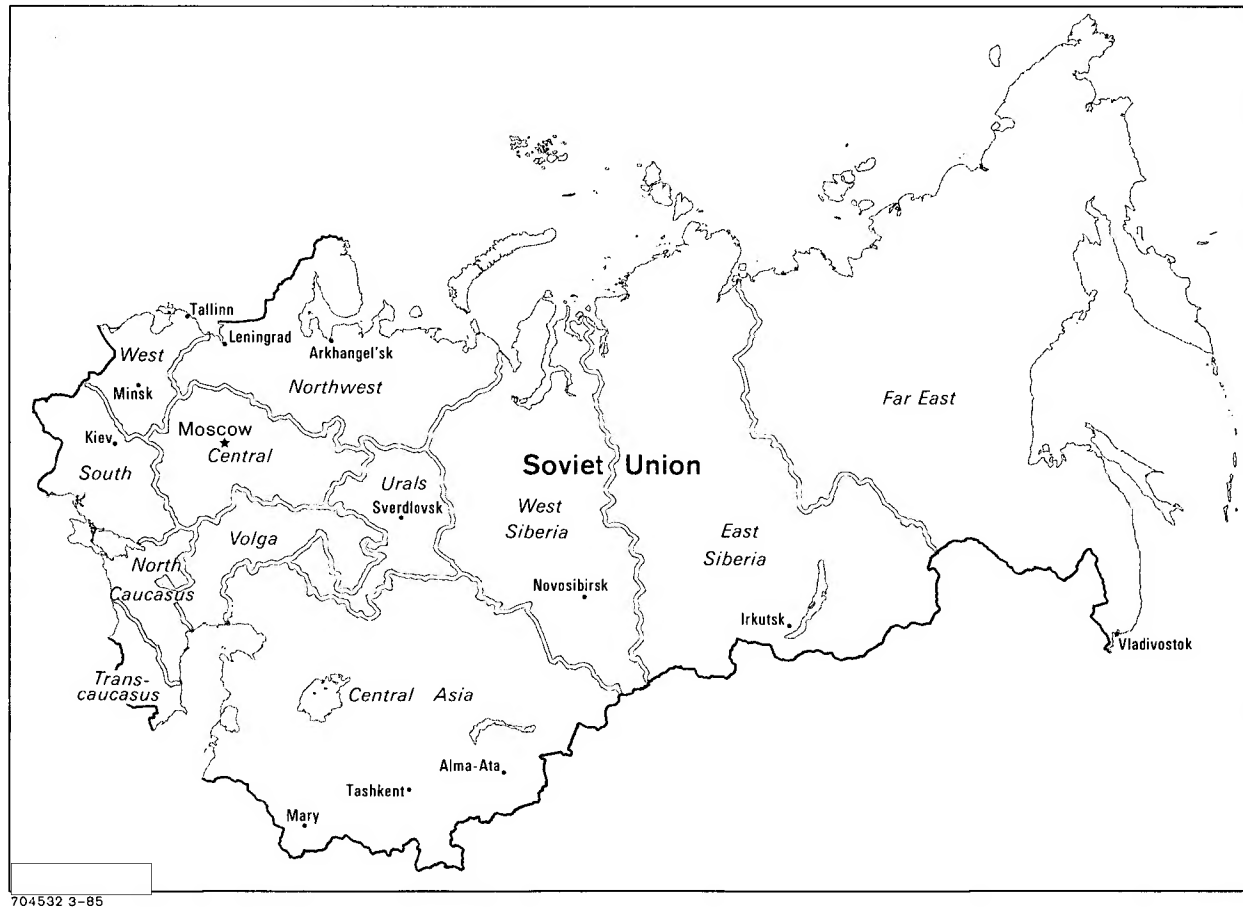 Tallinn
Leningrad
Arkhangel'sk
West
Northwest
Minsk
Far East
Moscow
Kiev
Central
South
Soviet Union
Urals
Sverdlovsk
West
Siberia
Volga
East
Siberia
North
Caucasus
Novosibirsk
Irkutsk
Vladivostok
Trans-
caucasus
Central Asia
Alma-Ata
Tashkent
Mary
704532 3-85